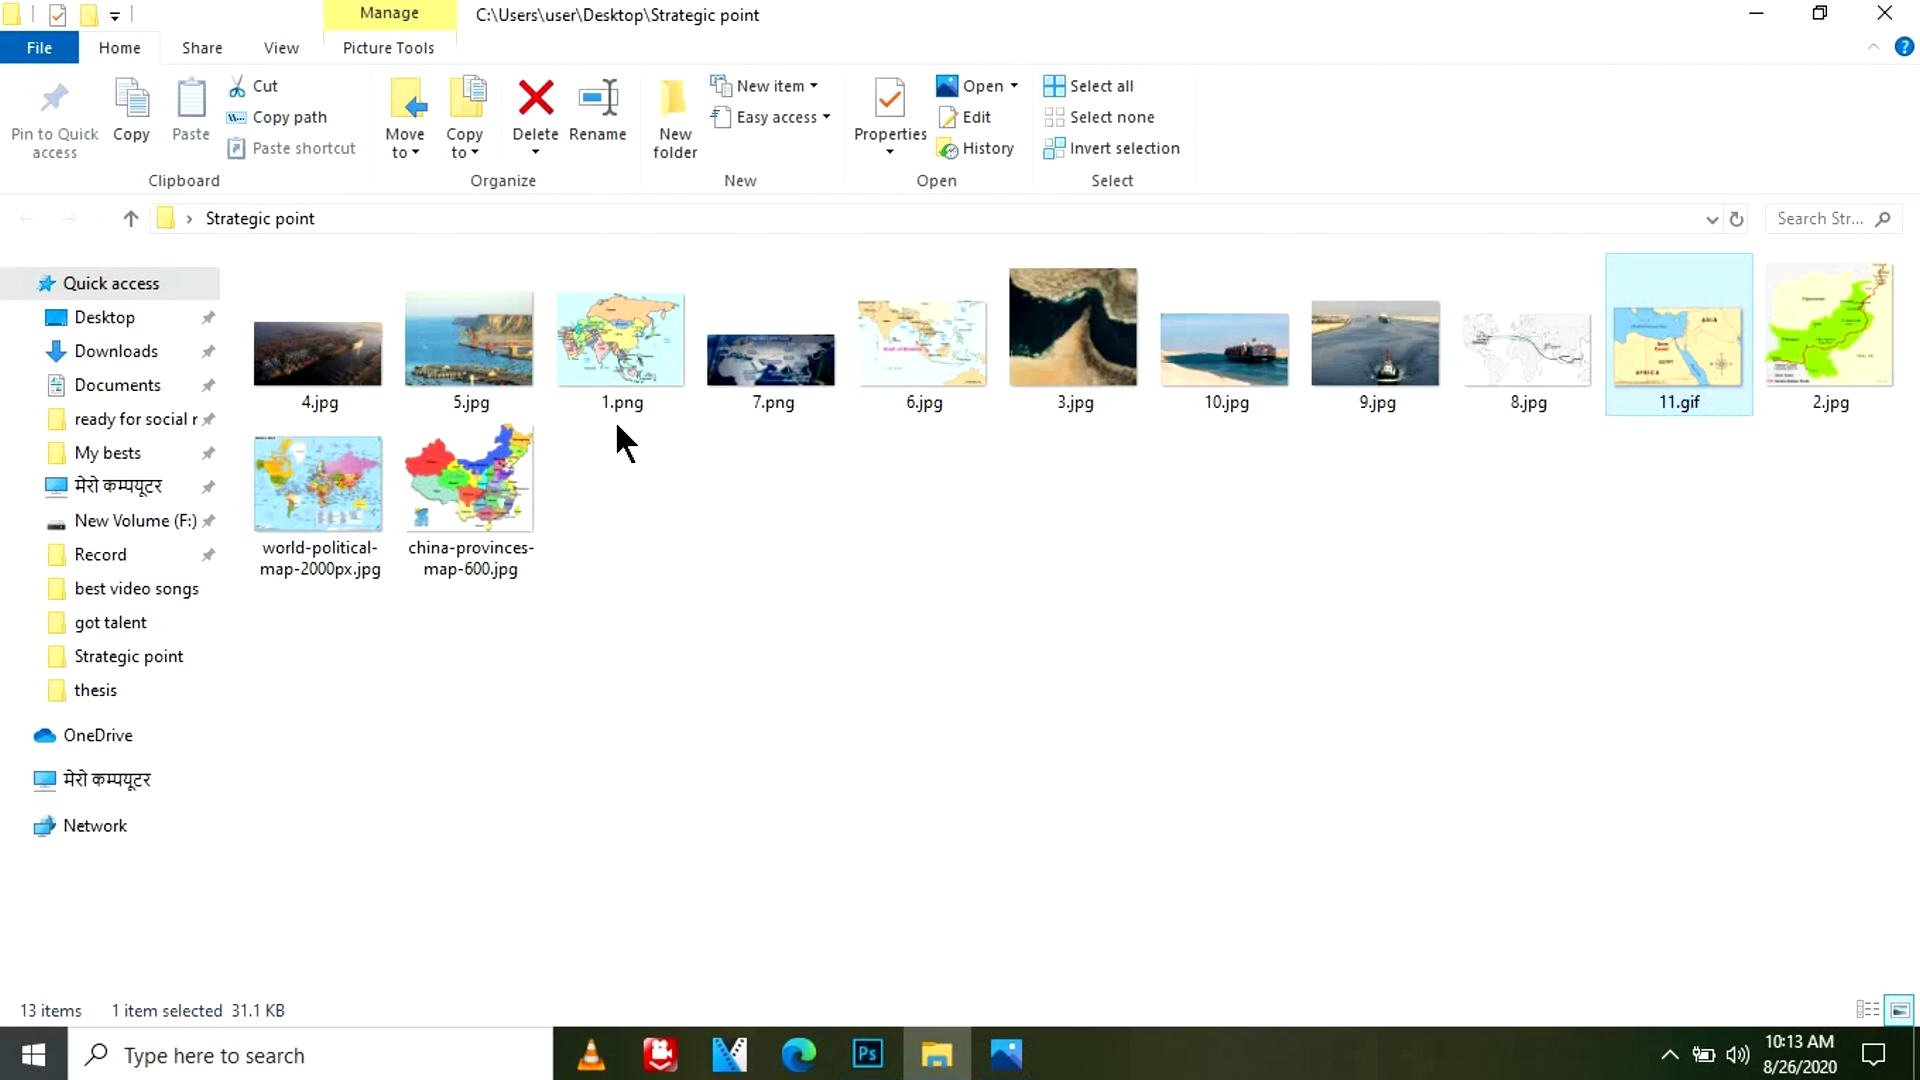 Manage
C:\Users\user\Desktop\Strategic point
File
Home
Share
View
Picture Tools
Pin to Quick access
Copy
Paste
Cut
Copy path
Paste shortcut
Clipboard
Move to
Copy to
Delete
Rename
Organize
New folder
New item
Easy access
New
Properties
Open
Edit
History
Open
Select all
Select none
Invert selection
Select
Strategic point
Search Str...
Quick access
Desktop
Downloads
Documents
ready for social r
My bests
मेरो कम्प्यूटर
New Volume (F:)
Record
best video songs
got talent
Strategic point
thesis
OneDrive
मेरो कम्प्यूटर
Network
4.jpg
5.jpg
1.png
7.png
6.jpg
3.jpg
10.jpg
9.jpg
8.jpg
11.gif
2.jpg
world-political-
map-2000px.jpg
china-provinces-
map-600.jpg
ASIA
AFRICA
13 items
1 item selected 31.1 KB
Type here to search
Ps
10:13 AM
8/26/2020